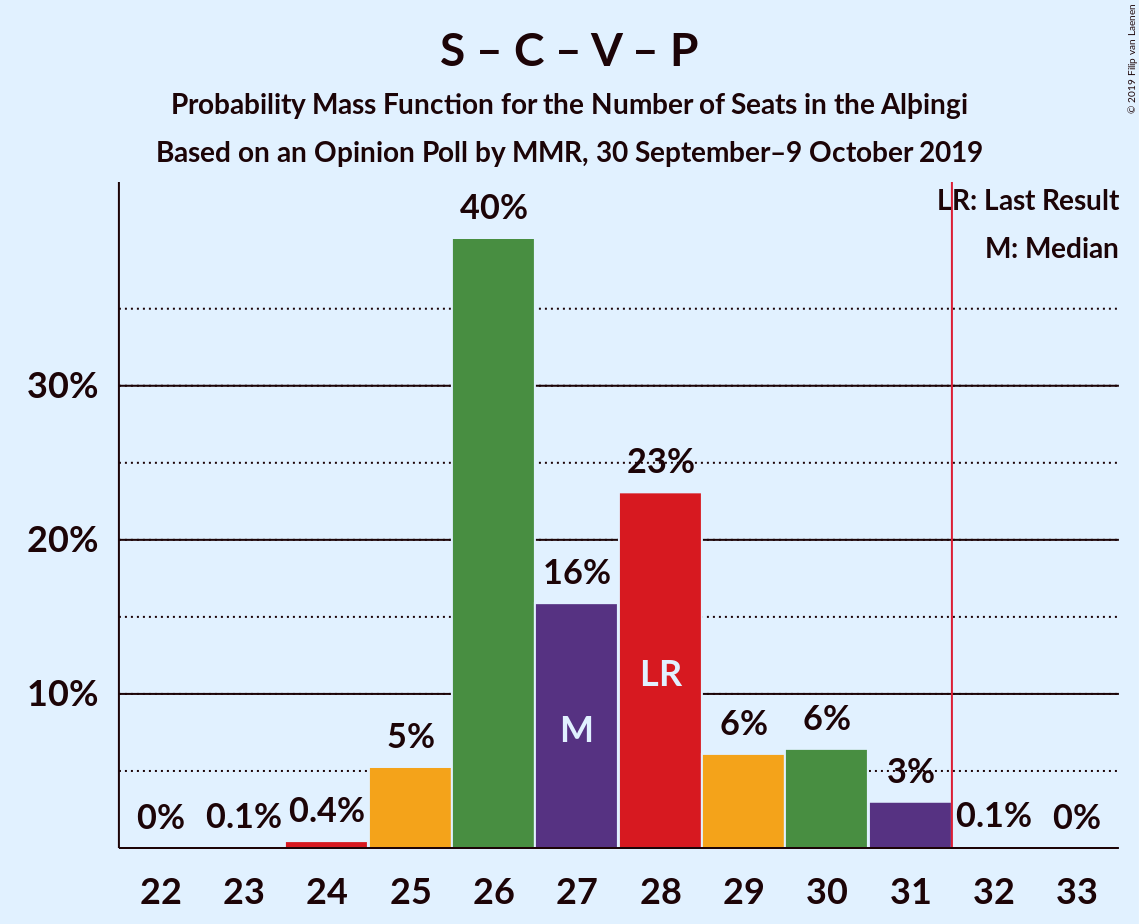 S – C – V – P
Probability Mass Function for the Number of Seats in the Alþingi
Based on an Opinion Poll by MMR, 30 September–9 October 2019
© 2019 Filip van Laenen
LR: Last Result
M: Median
40%
30%
23%
20%
16%
LR
10%
M
5%
6%
6%
3%
0%
0.1%
0.4%
0.1%
0%
22 23 24 25 26 27 28 29 30 31 32 33